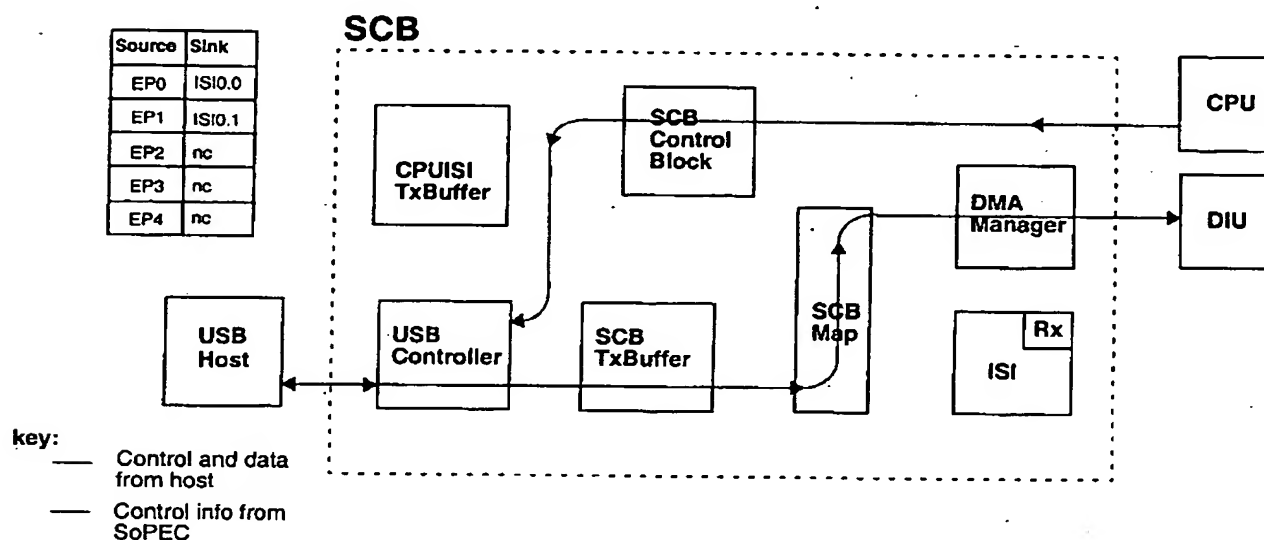 SCB
Source Sink
EP0 ISI0.0
EP1 ISI0.1
EP2 nc
EP3 nc
EP4 nc
CPUISI
TxBuffer
SCB
Control
Block
CPU
DMA
Manager
DIU
USB
Host
USB
Controller
SCB
TxBuffer
SCB
Map
Rx
ISI
key:
Control and data
from host
Control info from
SoPEC